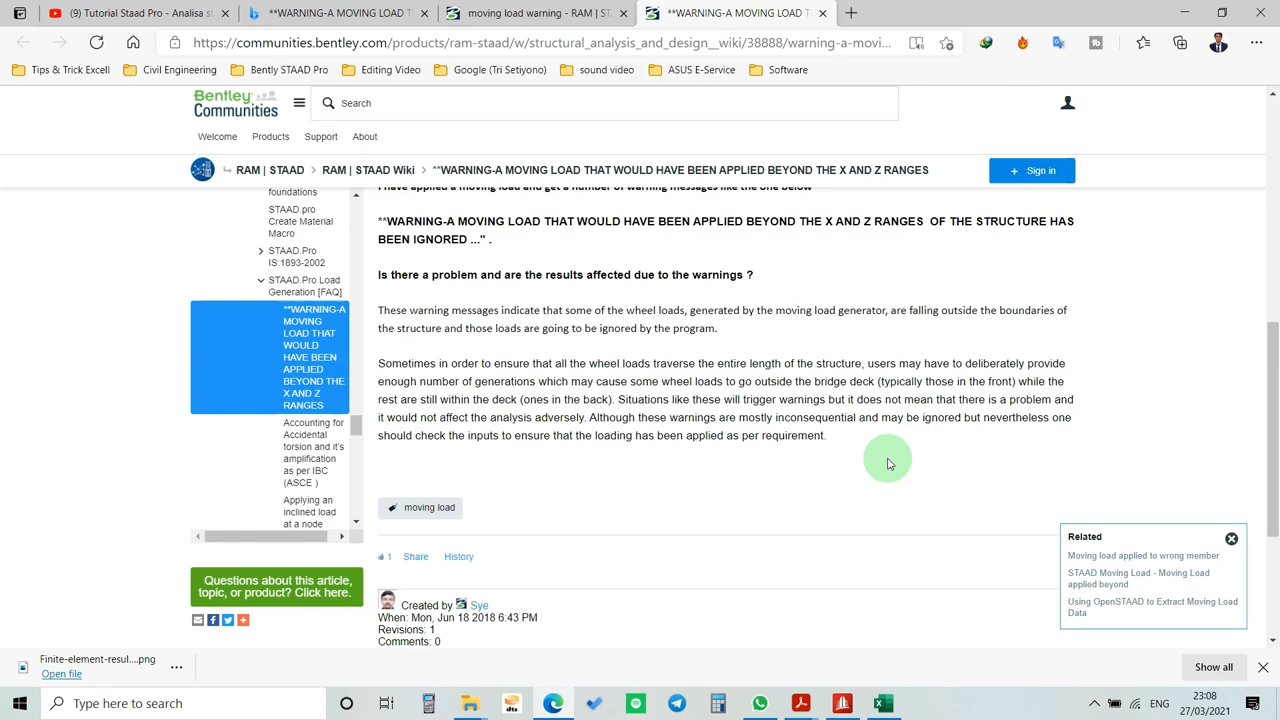 (9) Tutorial Staad Pro - Analisa st
**WARNING-A MOVING LOAD T
moving load warning - RAM | STA
**WARNING-A MOVING LOAD T
https://communities.bentley.com/products/ram-staad/w/structural_analysis_and_design__wiki/38888/warning-a-movi...
Tips & Trick Excell
Civil Engineering
Bently STAAD Pro
Editing Video
Google (Tri Setiyono)
sound video
ASUS E-Service
Software
Bentley
Communities
Search
Welcome
Products
Support
About
RAM | STAAD
RAM | STAAD Wiki
**WARNING-A MOVING LOAD THAT WOULD HAVE BEEN APPLIED BEYOND THE X AND Z RANGES
+ Sign in
foundations
STAAD.pro
Create Material
Macro
STAAD.Pro
IS:1893-2002
STAAD.Pro Load
Generation [FAQ]
**WARNING-A
MOVING
LOAD THAT
WOULD
HAVE BEEN
APPLIED
BEYOND THE
X AND Z
RANGES
Accounting for
Accidental
torsion and it's
amplification
as per IBC
(ASCE )
Applying an
inclined load
at a node
I have applied a moving load and get a number of warning messages like the one below
**WARNING-A MOVING LOAD THAT WOULD HAVE BEEN APPLIED BEYOND THE X AND Z RANGES OF THE STRUCTURE HAS
BEEN IGNORED ..." .
Is there a problem and are the results affected due to the warnings ?
These warning messages indicate that some of the wheel loads, generated by the moving load generator, are falling outside the boundaries of
the structure and those loads are going to be ignored by the program.
Sometimes in order to ensure that all the wheel loads traverse the entire length of the structure, users may have to deliberately provide
enough number of generations which may cause some wheel loads to go outside the bridge deck (typically those in the front) while the
rest are still within the deck (ones in the back). Situations like these will trigger warnings but it does not mean that there is a problem and
it would not affect the analysis adversely. Although these warnings are mostly inconsequential and may be ignored but nevertheless one
should check the inputs to ensure that the loading has been applied as per requirement.
moving load
1
Share
History
Created by Sye
When: Mon, Jun 18 2018 6:43 PM
Revisions: 1
Comments: 0
Questions about this article,
topic, or product? Click here.
Related
Moving load applied to wrong member
STAAD Moving Load - Moving Load
applied beyond
Using OpenSTAAD to Extract Moving Load
Data
Finite-element-resul....png
Open file
Show all
Type here to search
dts
ENG
23:08
27/03/2021